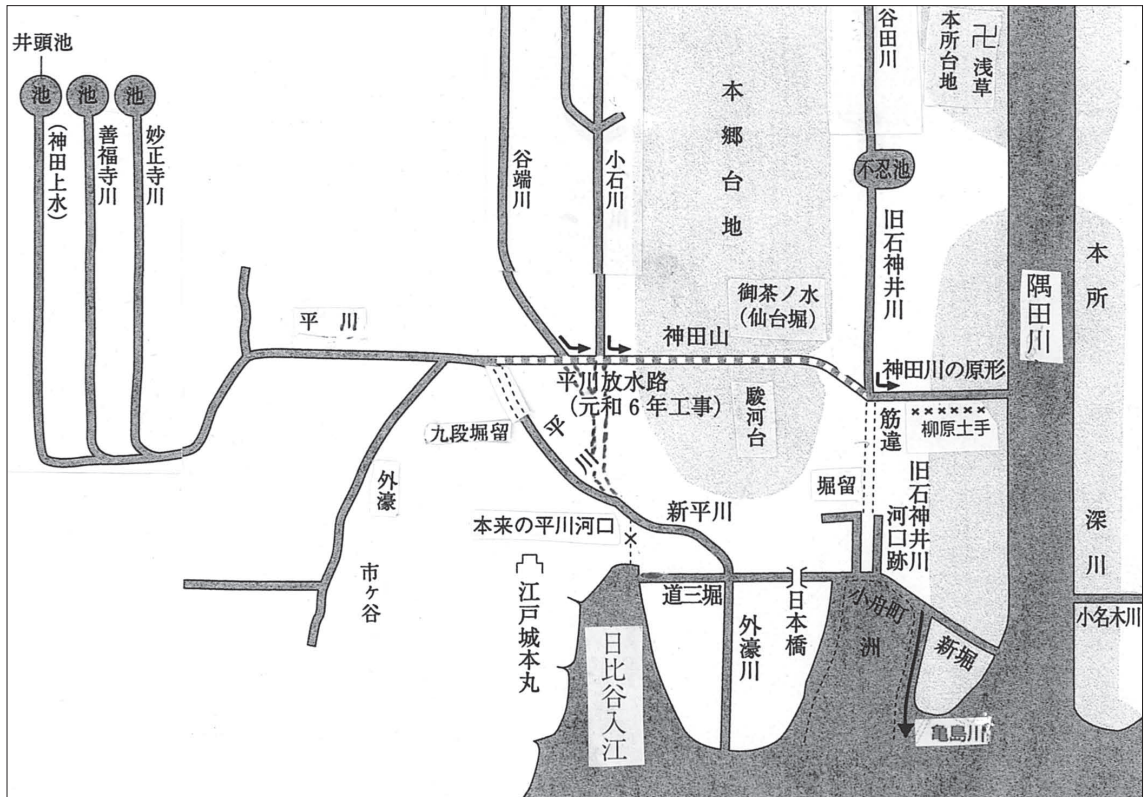 井頭池
池
池
池
(神田上水)
善福寺川
妙正寺川
谷端川
小石川
本郷台地
谷田川
本所台地
卍 浅草
不忍池
旧石神井川
隅田川
本所
深川
平川
御茶ノ水
(仙台堀)
神田山
神田川の原形
平川放水路
(元和6年工事)
駿河台
筋違
××××××
柳原土手
九段堀留
平川
外濠
市ヶ谷
本来の平川河口
×
新平川
堀留
旧石神井川
河口跡
江戸城本丸
日比谷入江
道三堀
外濠川
日本橋
小舟町
洲
新堀
亀島川
小名木川